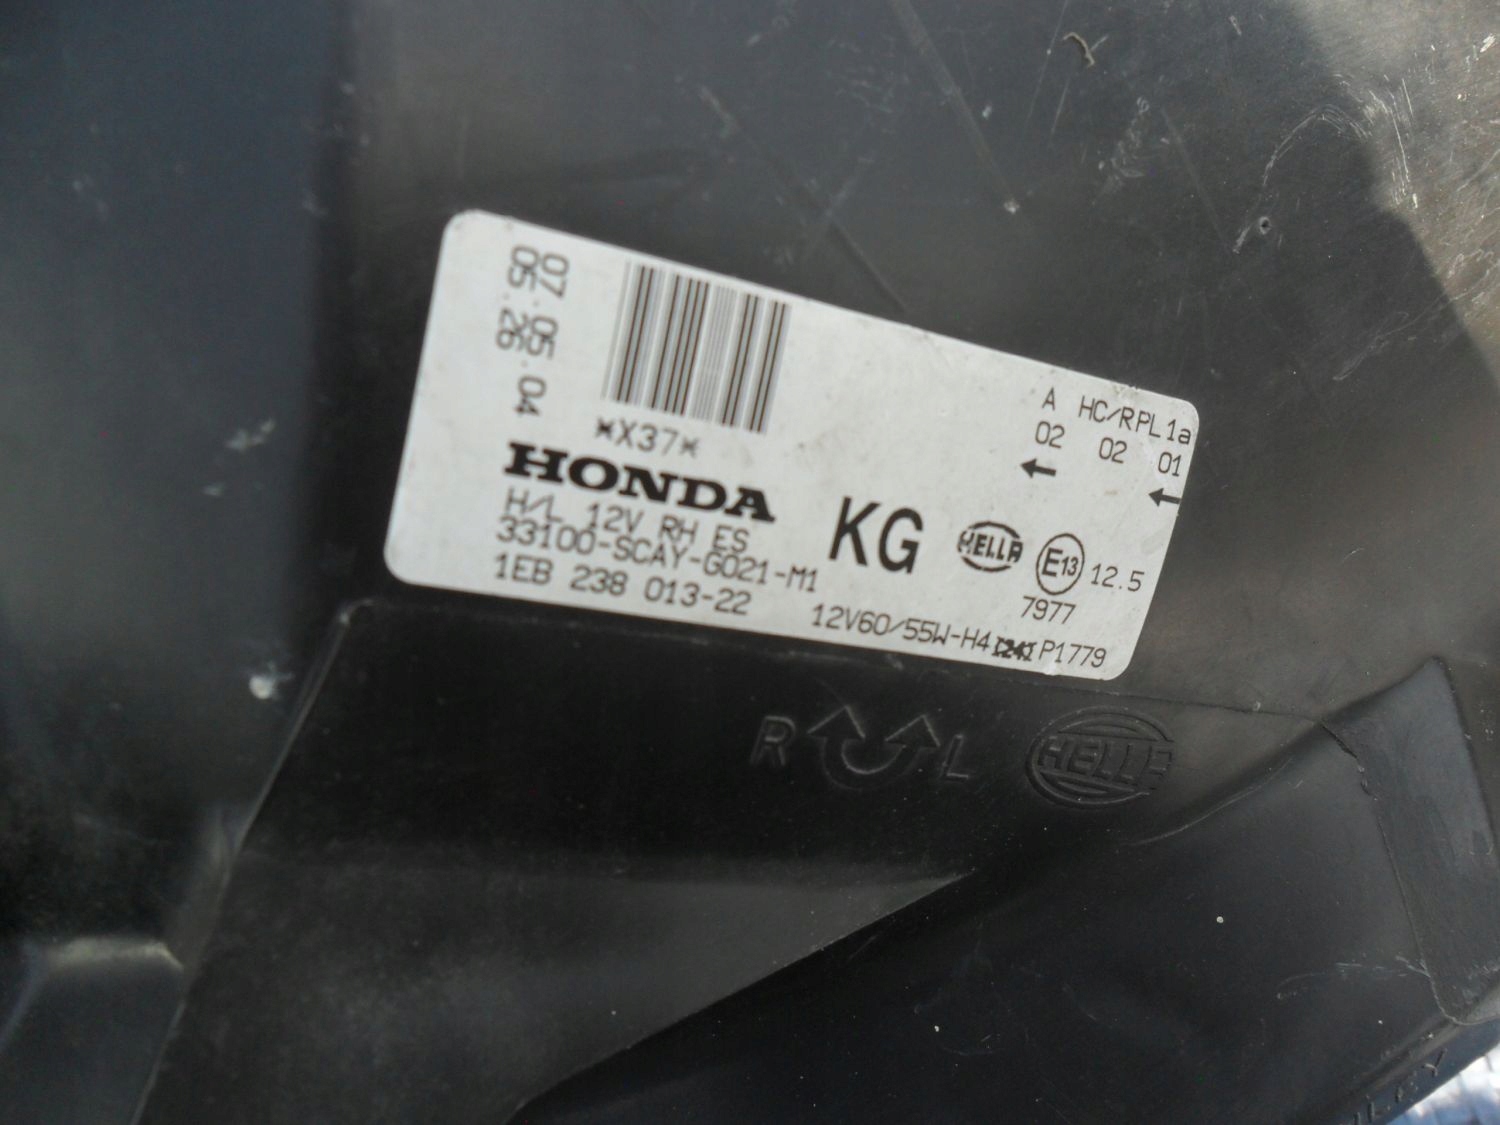 07.05.04
05.26
*X37*
HONDA
H/L 12V RH ES
33100-SCAY-G021-M1
1EB 238 013-22
KG
A HC/R PL 1a
02 02 01
HELLA
E13 12.5
7977
12V60/55W-H4 P1779
R L
HELLA